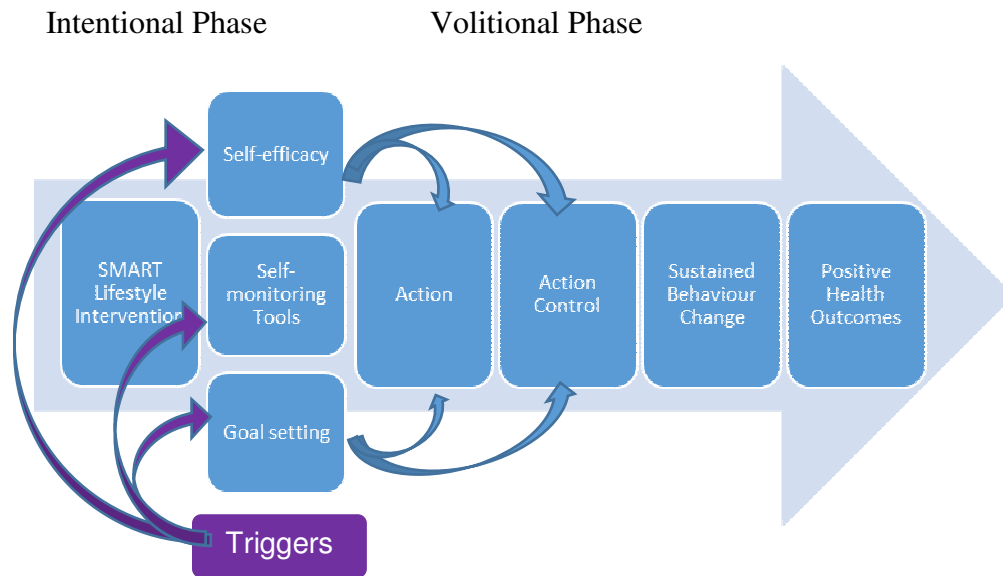 Intentional Phase
Volitional Phase
Self-efficacy
SMART
Lifestyle
Intervention
Self-
monitoring
Tools
Goal setting
Action
Action
Control
Sustained
Behaviour
Change
Positive
Health
Outcomes
Triggers